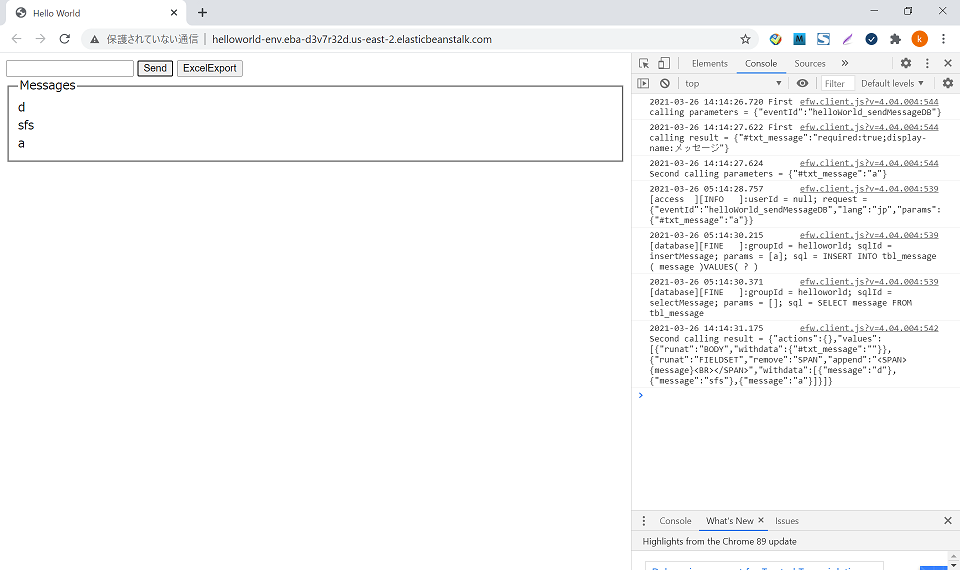 Hello World
保護されていない通信
helloworld-env.eba-d3v7r32d.us-east-2.elasticbeanstalk.com
k
Send
ExcelExport
Messages
d
sfs
a
Elements
Console
Sources
top
Filter
Default levels
2021-03-26 14:14:26.720 First efw.client.js?v=4.04.004:544
calling parameters = {"eventId":"helloWorld_sendMessageDB"}
2021-03-26 14:14:27.622 First efw.client.js?v=4.04.004:544
calling result = {"#txt_message":"required:true;display-
name:メッセージ"}
2021-03-26 14:14:27.624 efw.client.js?v=4.04.004:544
Second calling parameters = {"#txt_message":"a"}
2021-03-26 05:14:28.757 efw.client.js?v=4.04.004:539
[access ][INFO ]:userId = null; request =
{"eventId":"helloWorld_sendMessageDB","lang":"jp","params":
{"#txt_message":"a"}}
2021-03-26 05:14:30.215 efw.client.js?v=4.04.004:539
[database][FINE ]:groupId = helloworld; sqlId =
insertMessage; params = [a]; sql = INSERT INTO tbl_message
( message )VALUES( ? )
2021-03-26 05:14:30.371 efw.client.js?v=4.04.004:539
[database][FINE ]:groupId = helloworld; sqlId =
selectMessage; params = []; sql = SELECT message FROM
tbl_message
2021-03-26 14:14:31.175 efw.client.js?v=4.04.004:542
Second calling result = {"actions":{},"values":
[{"runat":"BODY","withdata":{"#txt_message":""}},
{"runat":"FIELDSET","remove":"SPAN","append":"<SPAN>
{message}<BR></SPAN>","withdata":[{"message":"d"},
{"message":"sfs"},{"message":"a"}]}]}
Console
What's New
Issues
Highlights from the Chrome 89 update